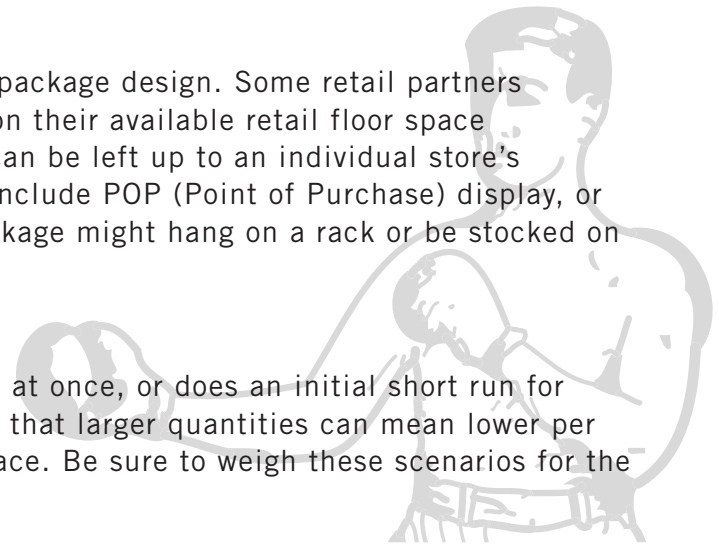 package design. Some retail partners
on their available retail floor space
can be left up to an individual store's
nclude POP (Point of Purchase) display, or
kage might hang on a rack or be stocked on
at once, or does an initial short run for
that larger quantities can mean lower per
ace. Be sure to weigh these scenarios for the